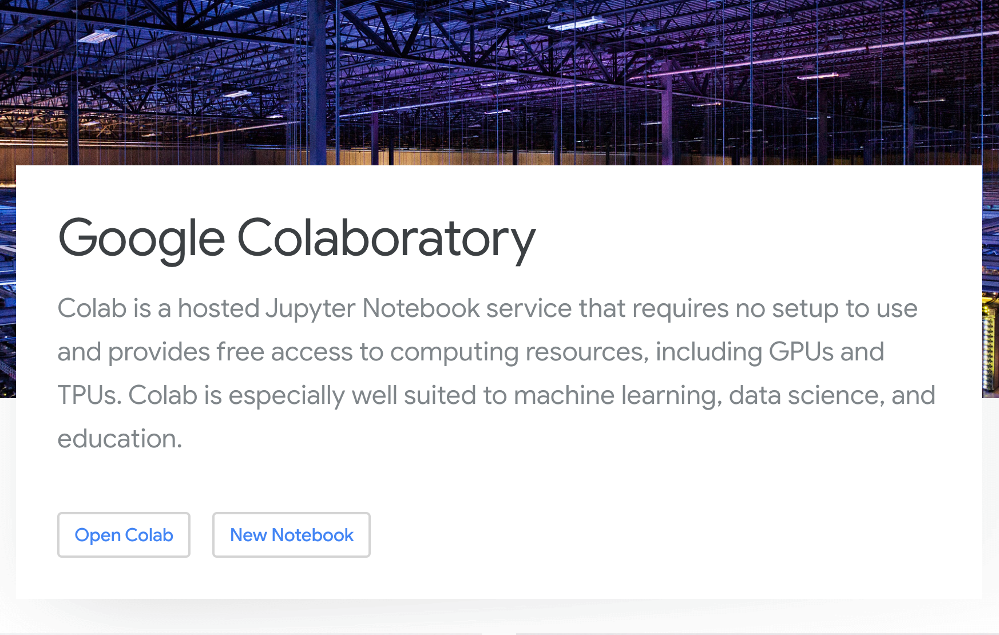 Google Colaboratory
Colab is a hosted Jupyter Notebook service that requires no setup to use
and provides free access to computing resources, including GPUs and
TPUs. Colab is especially well suited to machine learning, data science, and
education.
Open Colab
New Notebook